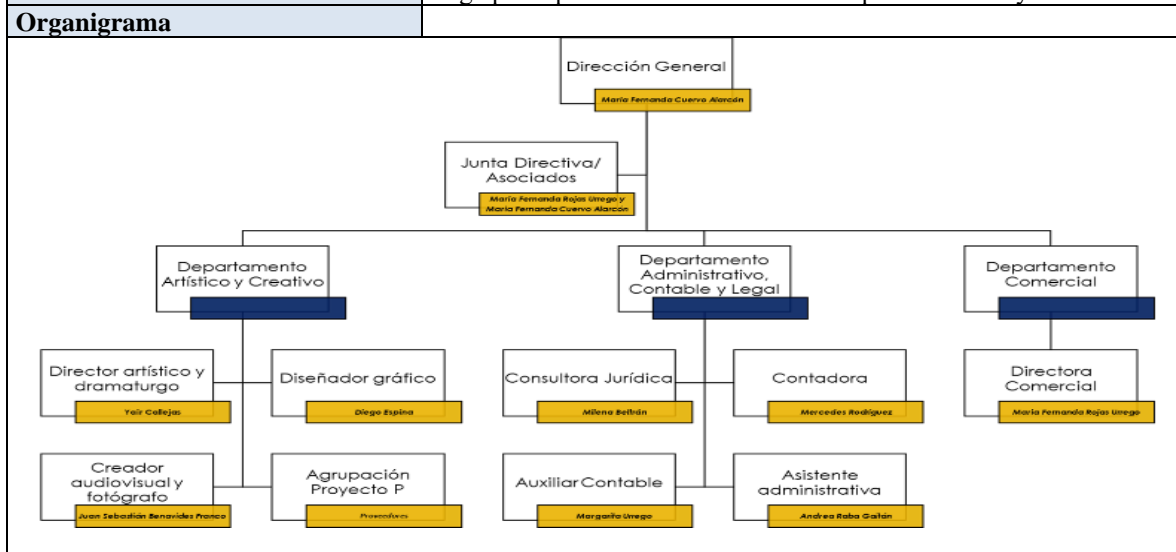 Organigrama
Dirección General
María Fernanda Cuervo Alarcón
Junta Directiva/
Asociados
María Fernanda Rojas Urrego y
María Fernanda Cuervo Alarcón
Departamento
Artístico y Creativo
Departamento
Administrativo,
Contable y Legal
Departamento
Comercial
Director artístico y
dramaturgo
Yair Callejas
Diseñador gráfico
Diego Espina
Consultora Jurídica
Milena Beltrán
Contadora
Mercedes Rodríguez
Directora
Comercial
María Fernanda Rojas Urrego
Creador
audiovisual y
fotógrafo
Juan Sebastián Benavides Franco
Agrupación
Proyecto P
Proveedores
Auxiliar Contable
Margarita Urrego
Asistente
administrativa
Andrea Raba Gaitán